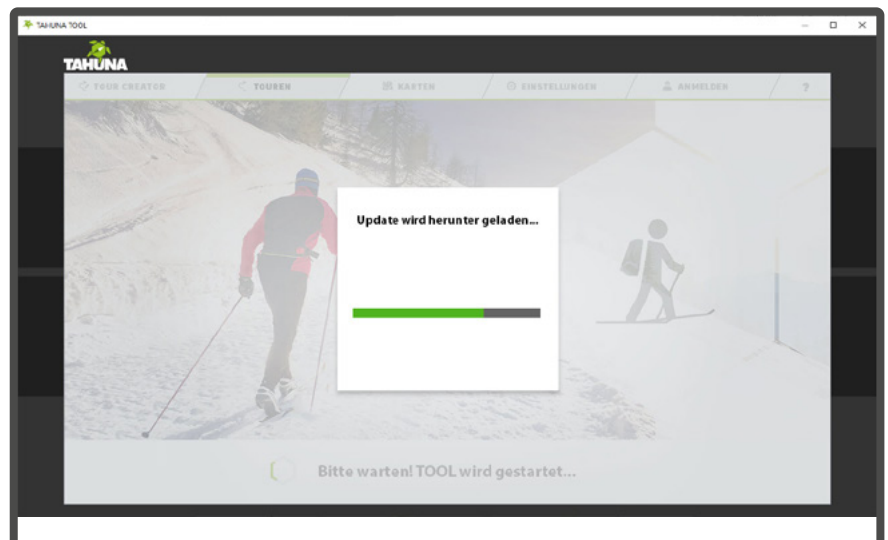 TAHUNA TOOL
TAHUNA
TOUR CREATOR
TOUREN
KARTEN
EINSTELLUNGEN
ANMELDEN
?
Update wird herunter geladen...
Bitte warten! TOOL wird gestartet...